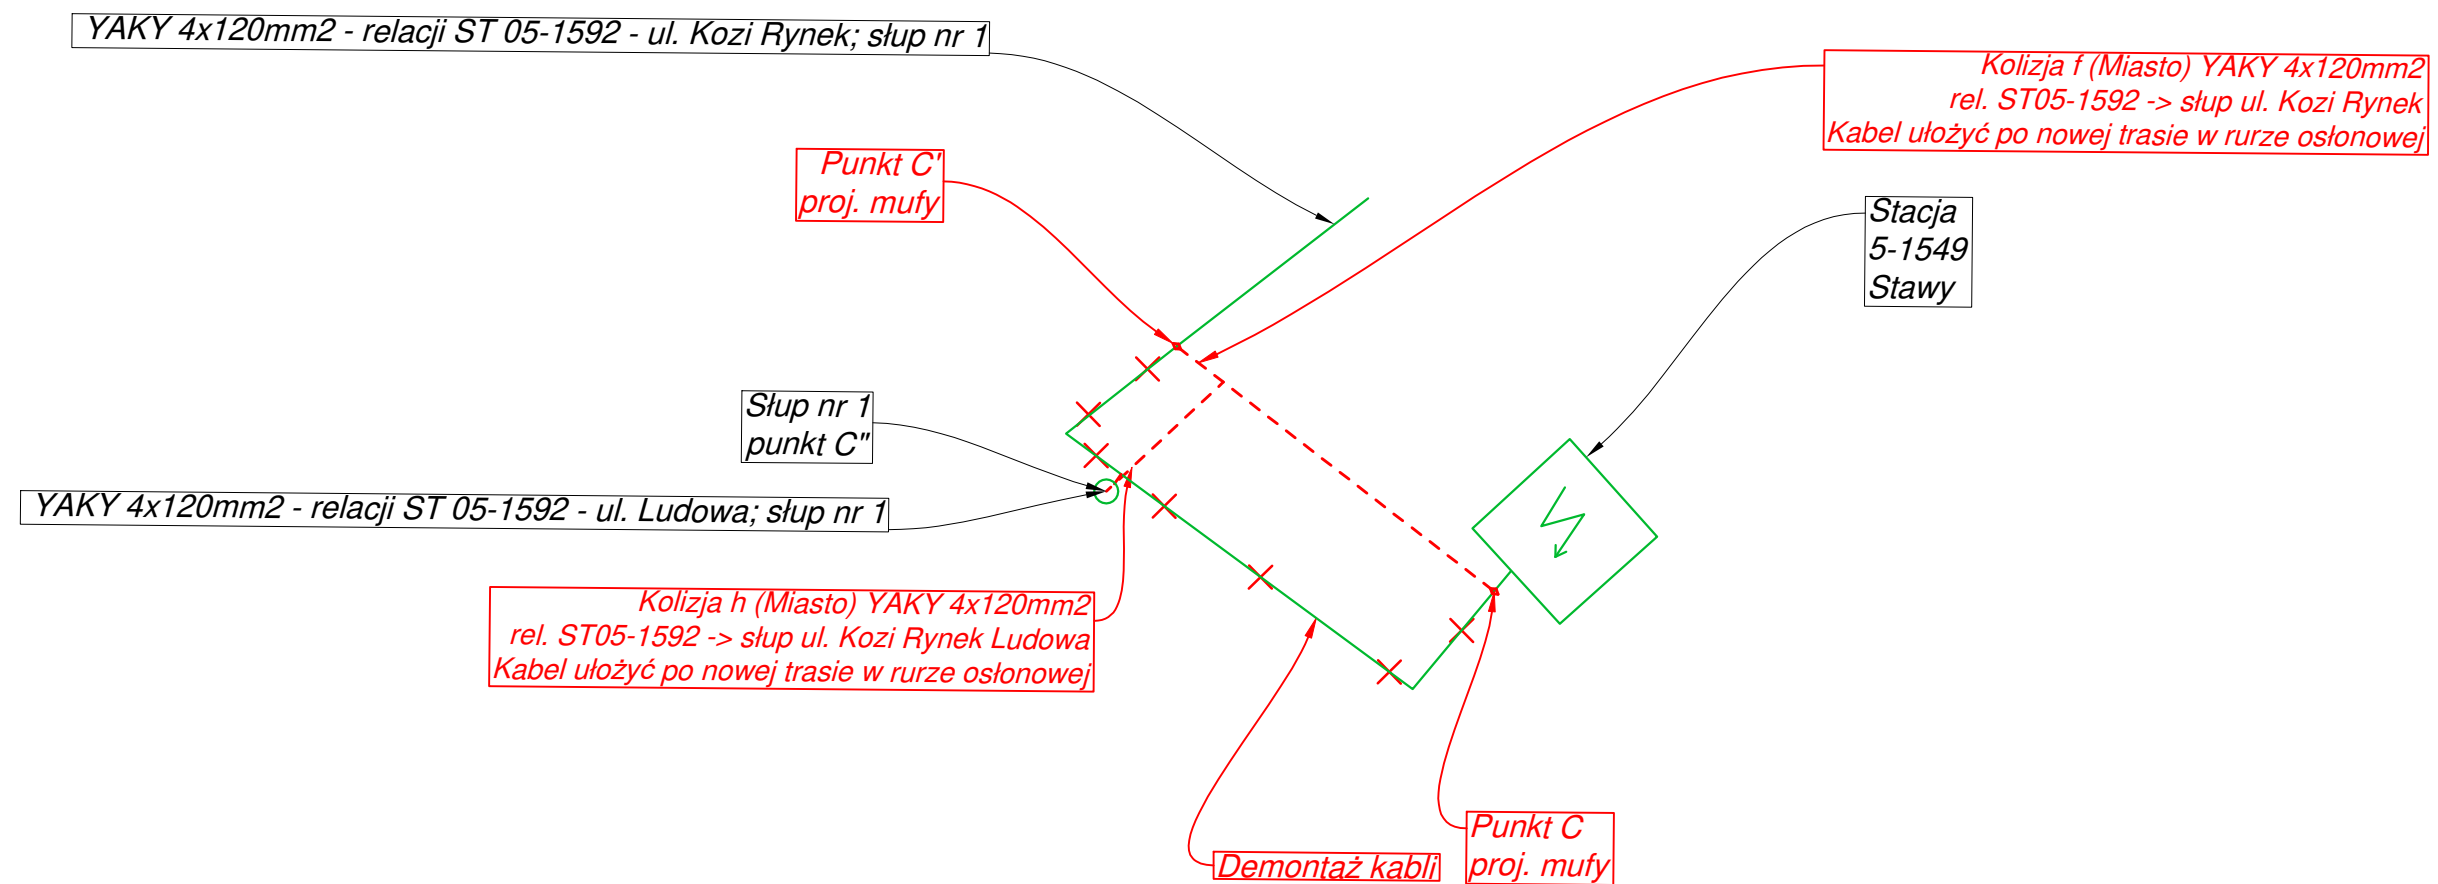 YAKY 4x120mm2 - relacji ST 05-1592 - ul. Kozi Rynek; słup nr 1
Kolizja f (Miasto) YAKY 4x120mm2
rel. ST05-1592 -> słup ul. Kozi Rynek
Kabel ułożyć po nowej trasie w rurze osłonowej
Punkt C'
proj. mufy
Stacja
5-1549
Stawy
Słup nr 1
punkt C"
YAKY 4x120mm2 - relacji ST 05-1592 - ul. Ludowa; słup nr 1
Kolizja h (Miasto) YAKY 4x120mm2
rel. ST05-1592 -> słup ul. Kozi Rynek Ludowa
Kabel ułożyć po nowej trasie w rurze osłonowej
Demontaż kabli
Punkt C
proj. mufy